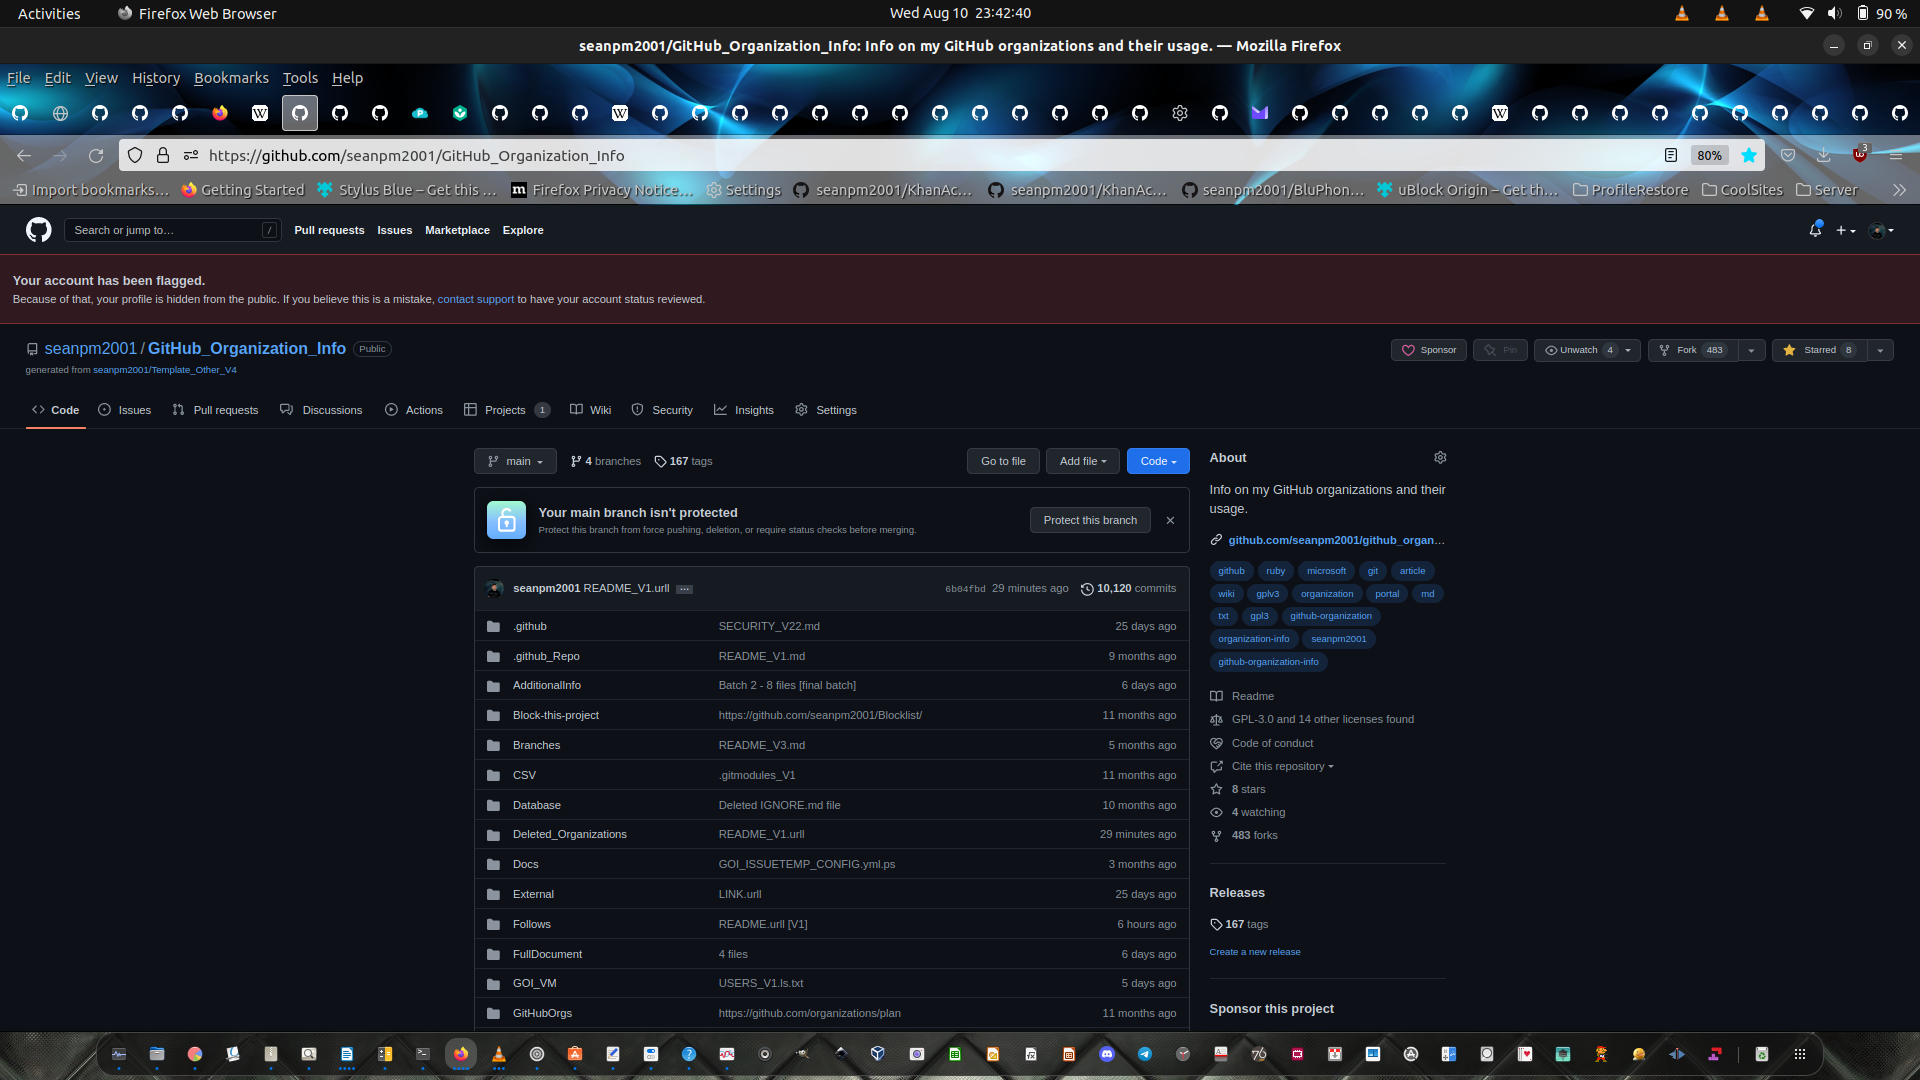 Activities Firefox Web Browser Wed Aug 10 23:42:40 90 %
seanpm2001/GitHub_Organization_Info: Info on my GitHub organizations and their usage. — Mozilla Firefox
File Edit View History Bookmarks Tools Help
https://github.com/seanpm2001/GitHub_Organization_Info 80% 3
Import bookmarks… Getting Started Stylus Blue – Get this … Firefox Privacy Notice… Settings seanpm2001/KhanAc… seanpm2001/KhanAc… seanpm2001/BluPhon… uBlock Origin – Get th… ProfileRestore CoolSites Server
Search or jump to… / Pull requests Issues Marketplace Explore
Your account has been flagged.
Because of that, your profile is hidden from the public. If you believe this is a mistake, contact support to have your account status reviewed.
seanpm2001 / GitHub_Organization_Info Public Sponsor Pin Unwatch 4 Fork 483 Starred 8
generated from seanpm2001/Template_Other_V4
Code Issues Pull requests Discussions Actions Projects 1 Wiki Security Insights Settings
main 4 branches 167 tags Go to file Add file Code
Your main branch isn't protected
Protect this branch from force pushing, deletion, or require status checks before merging.
Protect this branch
seanpm2001 README_V1.urll … 6b04fbd 29 minutes ago 10,120 commits
.github SECURITY_V22.md 25 days ago
.github_Repo README_V1.md 9 months ago
AdditionalInfo Batch 2 - 8 files [final batch] 6 days ago
Block-this-project https://github.com/seanpm2001/Blocklist/ 11 months ago
Branches README_V3.md 5 months ago
CSV .gitmodules_V1 11 months ago
Database Deleted IGNORE.md file 10 months ago
Deleted_Organizations README_V1.urll 29 minutes ago
Docs GOI_ISSUETEMP_CONFIG.yml.ps 3 months ago
External LINK.urll 25 days ago
Follows README.urll [V1] 6 hours ago
FullDocument 4 files 6 days ago
GOI_VM USERS_V1.ls.txt 5 days ago
GitHubOrgs https://github.com/organizations/plan 11 months ago
About
Info on my GitHub organizations and their
usage.
github.com/seanpm2001/github_organ…
github ruby microsoft git article
wiki gplv3 organization portal md
txt gpl3 github-organization
organization-info seanpm2001
github-organization-info
Readme
GPL-3.0 and 14 other licenses found
Code of conduct
Cite this repository
8 stars
4 watching
483 forks
Releases
167 tags
Create a new release
Sponsor this project